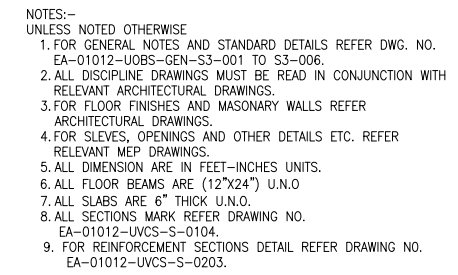 NOTES:–
UNLESS NOTED OTHERWISE
1. FOR GENERAL NOTES AND STANDARD DETAILS REFER DWG. NO.
EA–01012–UOBS–GEN–S3–001 TO S3–006.
2. ALL DISCIPLINE DRAWINGS MUST BE READ IN CONJUNCTION WITH
RELEVANT ARCHITECTURAL DRAWINGS.
3. FOR FLOOR FINISHES AND MASONARY WALLS REFER
ARCHITECTURAL DRAWINGS.
4. FOR SLEVES, OPENINGS AND OTHER DETAILS ETC. REFER
RELEVANT MEP DRAWINGS.
5. ALL DIMENSION ARE IN FEET–INCHES UNITS.
6. ALL FLOOR BEAMS ARE (12"X24") U.N.O
7. ALL SLABS ARE 6" THICK U.N.O.
8. ALL SECTIONS MARK REFER DRAWING NO.
EA–01012–UVCS–S–0104.
9. FOR REINFORCEMENT SECTIONS DETAIL REFER DRAWING NO.
EA–01012–UVCS–S–0203.